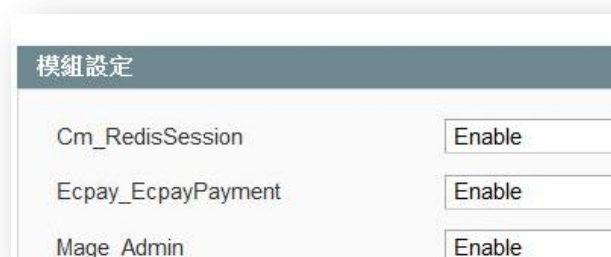 模組設定
Cm_RedisSession Enable
Ecpay_EcpayPayment Enable
Mage_Admin Enable